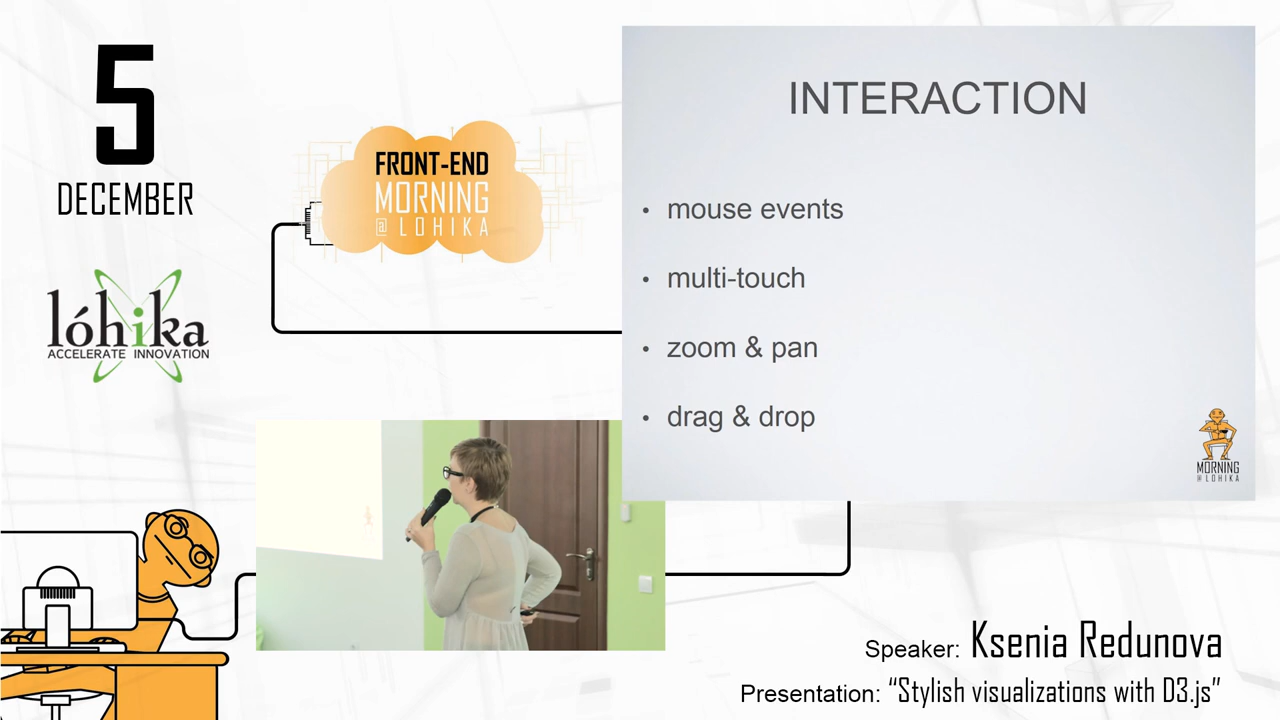 5
DECEMBER
lóhika
ACCELERATE INNOVATION
FRONT-END
MORNING
@ LOHIKA
INTERACTION
• mouse events
• multi-touch
• zoom & pan
• drag & drop
MORNING
@ LOHIKA
Speaker: Ksenia Redunova
Presentation: “Stylish visualizations with D3.js”